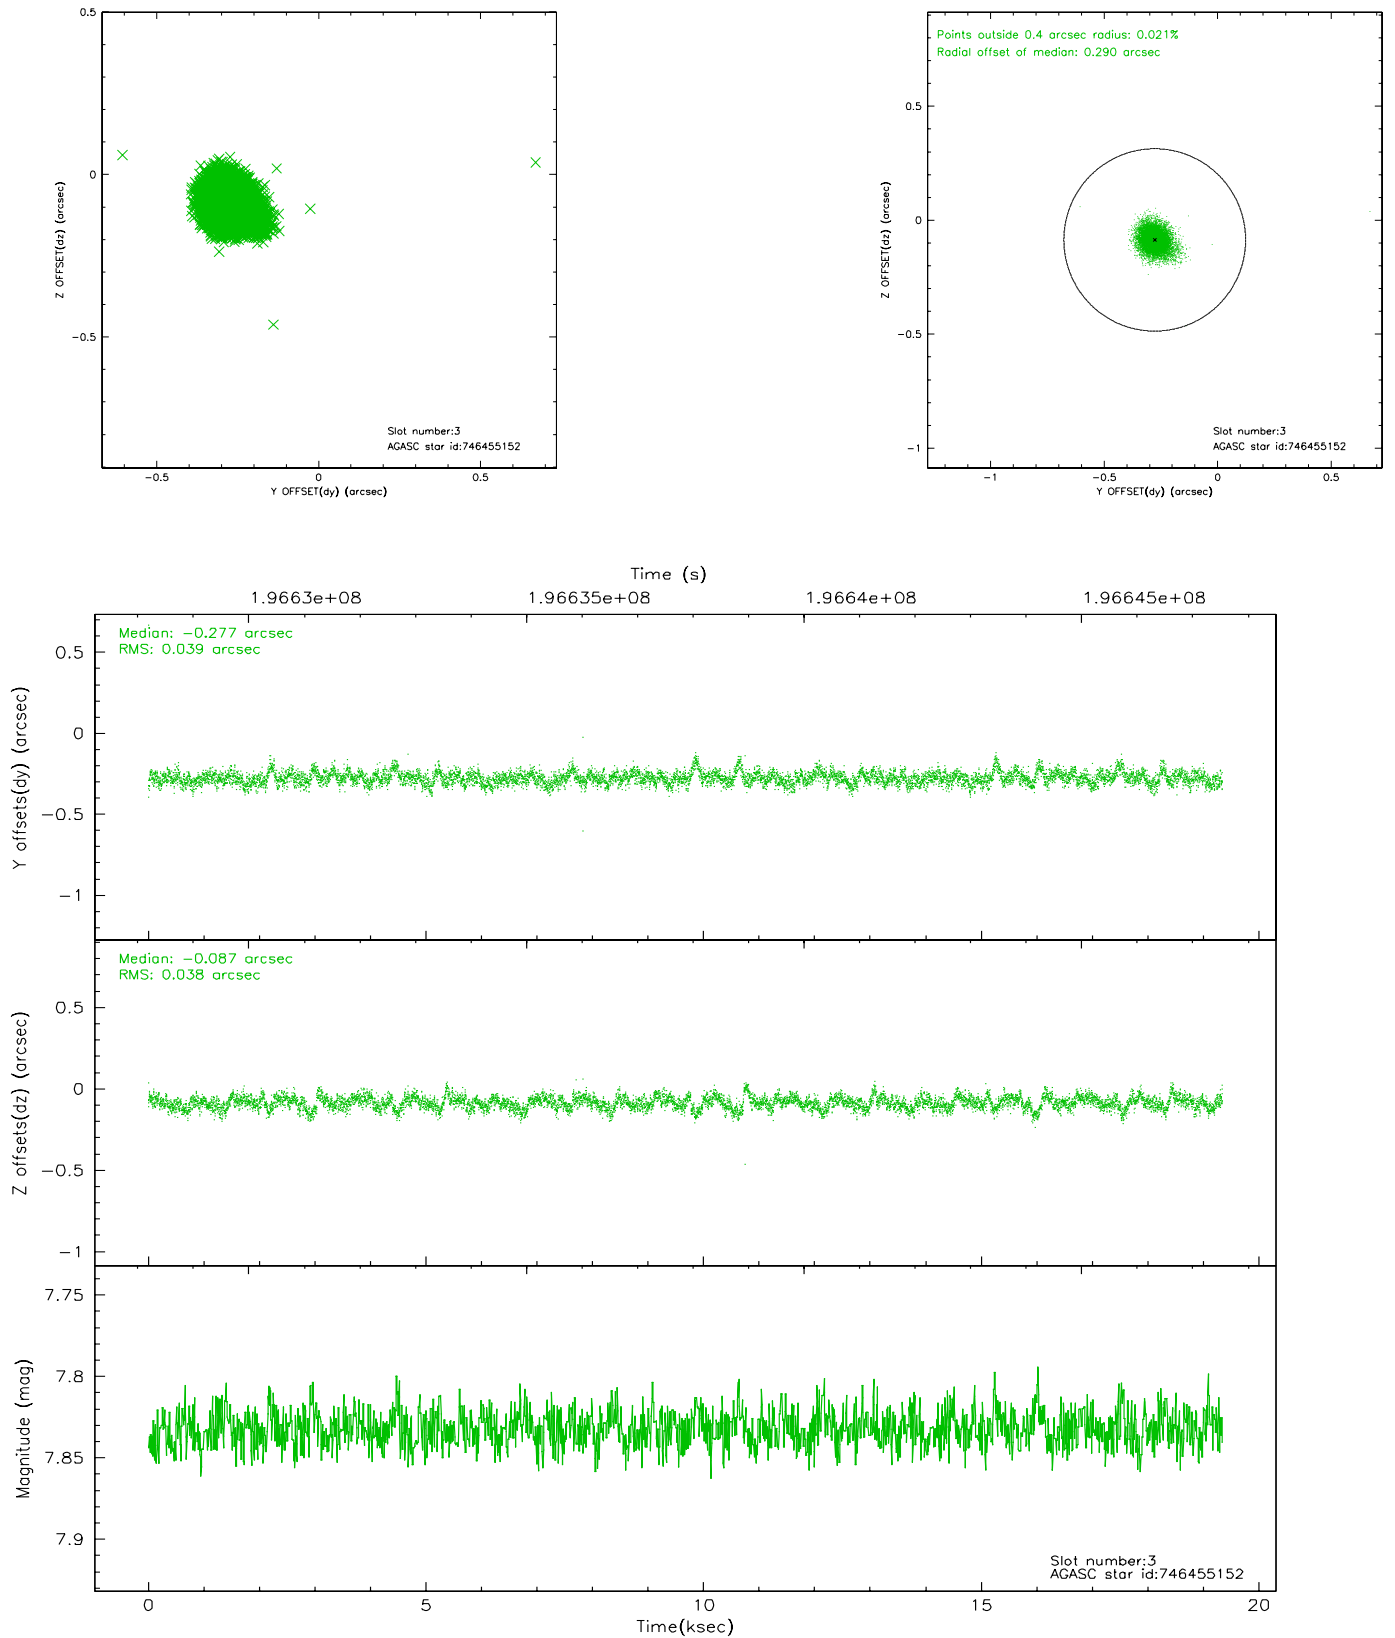 0.5
0
−0.5
Z OFFSET(dz) (arcsec)
Slot number:3
AGASC star id:746455152
−0.5 0 0.5
Y OFFSET(dy) (arcsec)
Points outside 0.4 arcsec radius: 0.021%
Radial offset of median: 0.290 arcsec
0.5
0
−0.5
−1
Z OFFSET(dz) (arcsec)
Slot number:3
AGASC star id:746455152
−1 −0.5 0 0.5
Y OFFSET(dy) (arcsec)
Time (s)
1.9663e+08 1.96635e+08 1.9664e+08 1.96645e+08
Median: −0.277 arcsec
RMS: 0.039 arcsec
0.5
0
−0.5
−1
Y offsets(dy) (arcsec)
Median: −0.087 arcsec
RMS: 0.038 arcsec
0.5
0
−0.5
−1
Z offsets(dz) (arcsec)
7.75
7.8
7.85
7.9
Magnitude (mag)
Slot number:3
AGASC star id:746455152
0 5 10 15 20
Time(ksec)